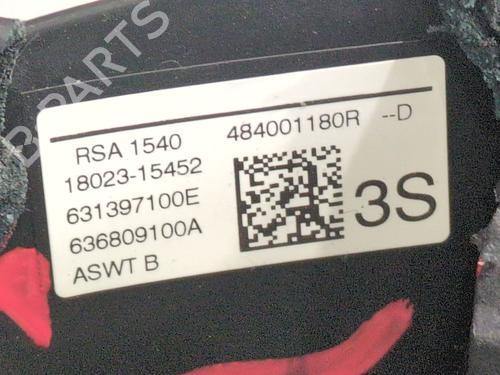 B PARTS
RSA 1540 484001180R --D
18023-15452
631397100E
636809100A
ASWT B
3S